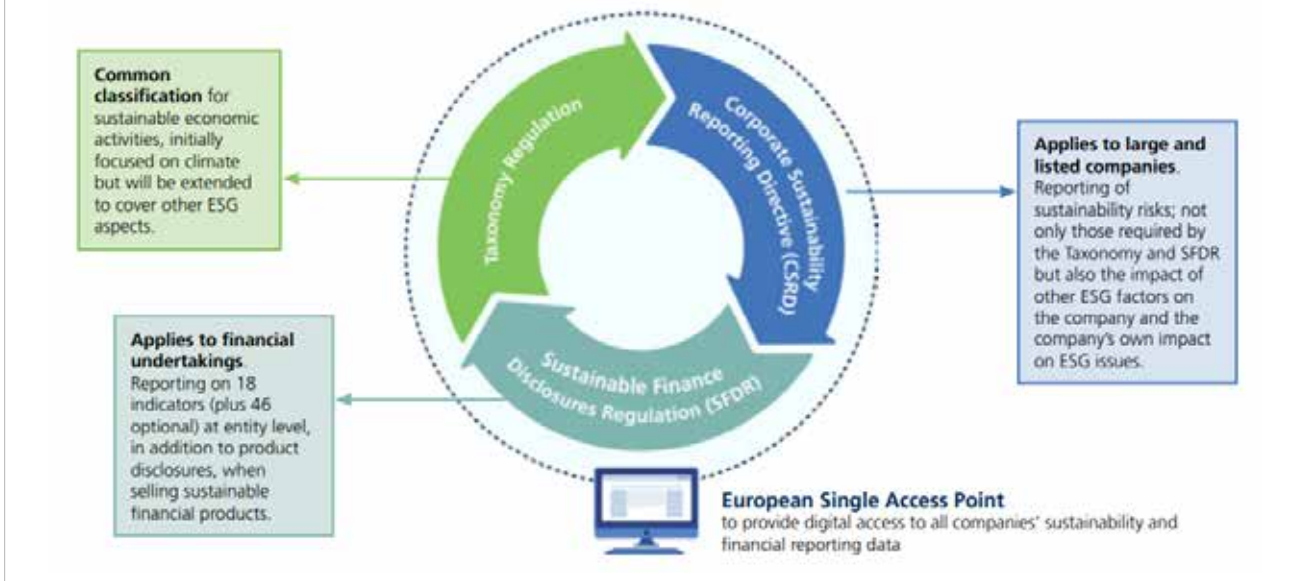 Common
classification for
sustainable economic
activities, initially
focused on climate
but will be extended
to cover other ESG
aspects.
Taxonomy Regulation
Corporate Sustainability
Reporting Directive (CSRD)
Applies to large and
listed companies.
Reporting of
sustainability risks; not
only those required by
the Taxonomy and SFDR
but also the impact of
other ESG factors on
the company and the
company's own impact
on ESG issues.
Applies to financial
undertakings.
Reporting on 18
indicators (plus 46
optional) at entity level,
in addition to product
disclosures, when
selling sustainable
financial products.
Sustainable Finance
Disclosures Regulation (SFDR)
European Single Access Point
to provide digital access to all companies' sustainability and
financial reporting data